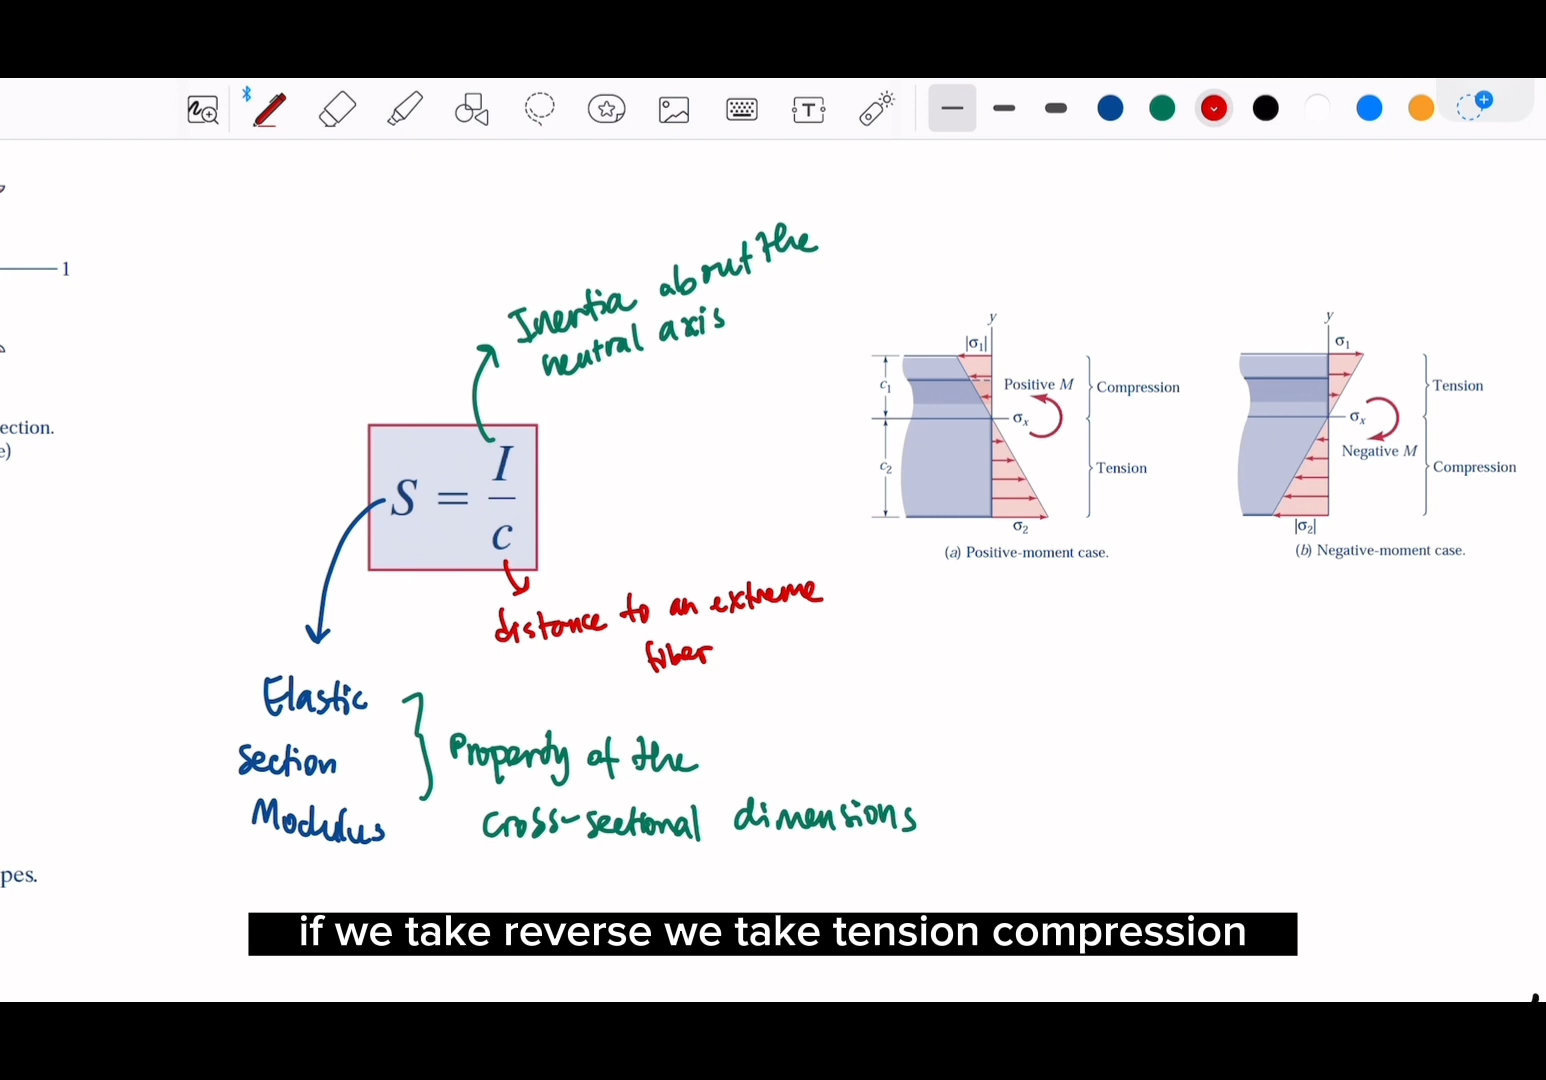 1
ection.
e)
pes.
Inertia about the
neutral axis
S = I
c
distance to an extreme
fiber
Elastic
Section
Modulus
Property of the
cross-sectional dimensions
y
|σ1|
c1
Positive M
Compression
σx
c2
Tension
σ2
(a) Positive-moment case.
y
σ1
Tension
σx
Negative M
Compression
|σ2|
(b) Negative-moment case.
if we take reverse we take tension compression